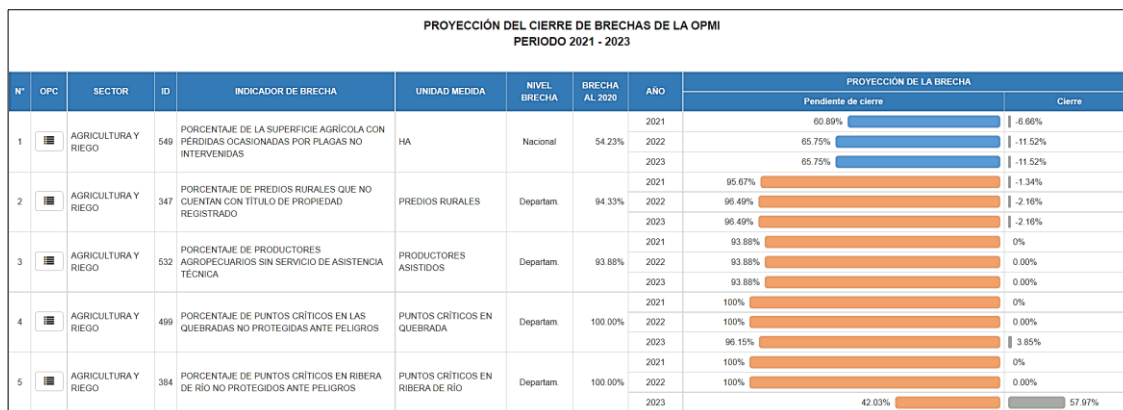 PROYECCIÓN DEL CIERRE DE BRECHAS DE LA OPMI
PERIODO 2021 - 2023
N° OPC SECTOR ID INDICADOR DE BRECHA UNIDAD MEDIDA NIVEL BRECHA BRECHA AL 2020 AÑO PROYECCIÓN DE LA BRECHA
Pendiente de cierre Cierre
1 AGRICULTURA Y RIEGO 549 PORCENTAJE DE LA SUPERFICIE AGRÍCOLA CON PÉRDIDAS OCASIONADAS POR PLAGAS NO INTERVENIDAS HA Nacional 54.23%
2021 60.89% -6.66%
2022 65.75% -11.52%
2023 65.75% -11.52%
2 AGRICULTURA Y RIEGO 347 PORCENTAJE DE PREDIOS RURALES QUE NO CUENTAN CON TÍTULO DE PROPIEDAD REGISTRADO PREDIOS RURALES Departam. 94.33%
2021 95.67% -1.34%
2022 96.49% -2.16%
2023 96.49% -2.16%
3 AGRICULTURA Y RIEGO 532 PORCENTAJE DE PRODUCTORES AGROPECUARIOS SIN SERVICIO DE ASISTENCIA TÉCNICA PRODUCTORES ASISTIDOS Departam. 93.88%
2021 93.88% 0%
2022 93.88% 0.00%
2023 93.88% 0.00%
4 AGRICULTURA Y RIEGO 499 PORCENTAJE DE PUNTOS CRÍTICOS EN LAS QUEBRADAS NO PROTEGIDAS ANTE PELIGROS PUNTOS CRÍTICOS EN QUEBRADA Departam. 100.00%
2021 100% 0%
2022 100% 0.00%
2023 96.15% 3.85%
5 AGRICULTURA Y RIEGO 384 PORCENTAJE DE PUNTOS CRÍTICOS EN RIBERA DE RÍO NO PROTEGIDOS ANTE PELIGROS PUNTOS CRÍTICOS EN RIBERA DE RÍO Departam. 100.00%
2021 100% 0%
2022 100% 0.00%
2023 42.03% 57.97%